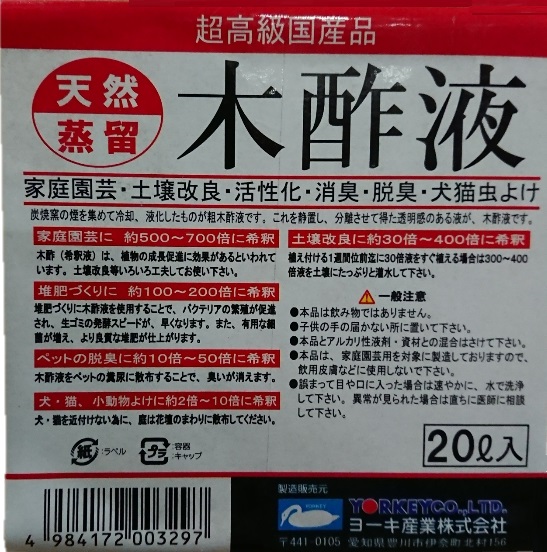 超高級国産品
天然
蒸留
木酢液
家庭園芸・土壌改良・活性化・消臭・脱臭・犬猫虫よけ
炭焼窯の煙を集めて冷却、液化したものが粗木酢液です。これを静置し、分離させて得た透明感のある液が、木酢液です。
家庭園芸に 約500〜700倍に希釈
木酢（希釈液）は、植物の成長促進に効果があるといわれて
います。土壌改良等いろいろ工夫してお使い下さい。
堆肥づくりに 約100〜200倍に希釈
堆肥づくりに木酢液を使用することで、バクテリアの繁殖が促進
され、生ゴミの発酵スピードが、早くなります。また、有用な細
菌が増え、より良質な堆肥が仕上がります。
ペットの脱臭に約10倍〜50倍に希釈
木酢液をペットの糞尿に散布することで、臭いが消えます。
犬・猫、小動物よけに約2倍〜10倍に希釈
犬・猫を近付けない為に、庭は花壇のまわりに散布してください。
土壌改良に約30倍〜400倍に希釈
植え付ける1週間位前迄に30倍液をすぐ植える場合は300〜400
倍液を土壌にたっぷりと灌水して下さい。
一般注意
●本品は飲み物ではありません。
●子供の手の届かない所に置いて下さい。
●本品とアルカリ性液剤・資材との混合はさけて下さい。
●本品は、家庭園芸用を対象に製造しておりますので、
飲用皮膚などに使用しないで下さい。
●誤まって目や口に入った場合は速やかに、水で洗浄
して下さい。異常が見られた場合は直ちに医師に相談
して下さい。
20ℓ入
紙
:ラベル
プラ
:容器
キャップ
4 984172 003297
製造販売元
YORKEY
YORKEYCO.,LTD.
ヨーキ産業株式会社
〒441-0105 愛知県豊川市伊奈町北村156